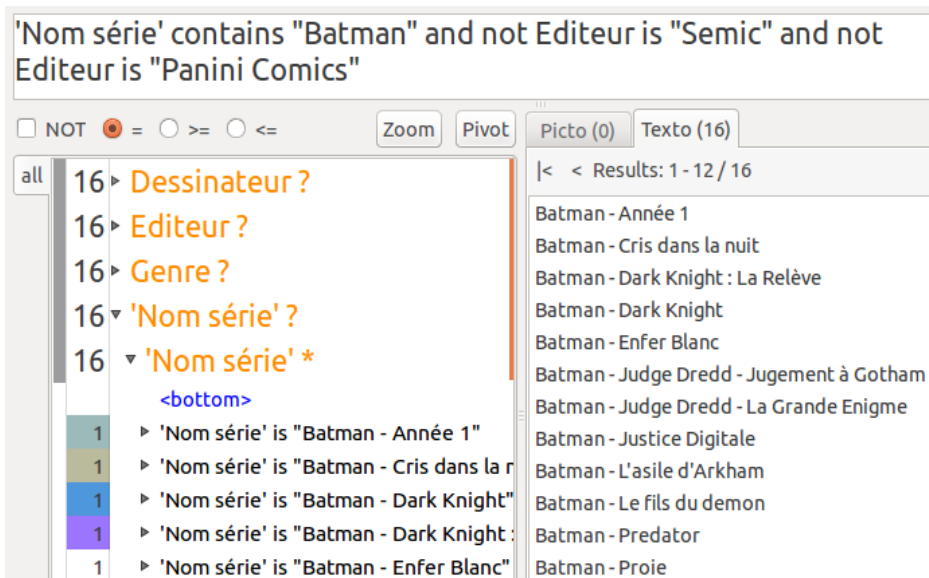 'Nom série' contains "Batman" and not Editeur is "Semic" and not
Editeur is "Panini Comics"
NOT = >= <= Zoom Pivot
all
16 Dessinateur ?
16 Editeur ?
16 Genre ?
16 'Nom série' ?
16 'Nom série' *
<bottom>
1 'Nom série' is "Batman - Année 1"
1 'Nom série' is "Batman - Cris dans la
1 'Nom série' is "Batman - Dark Knight"
1 'Nom série' is "Batman - Dark Knight :
1 'Nom série' is "Batman - Enfer Blanc"
Picto (0) Texto (16)
|< < Results: 1 - 12 / 16
Batman - Année 1
Batman - Cris dans la nuit
Batman - Dark Knight : La Relève
Batman - Dark Knight
Batman - Enfer Blanc
Batman - Judge Dredd - Jugement à Gotham
Batman - Judge Dredd - La Grande Enigme
Batman - Justice Digitale
Batman - L'asile d'Arkham
Batman - Le fils du demon
Batman - Predator
Batman - Proie